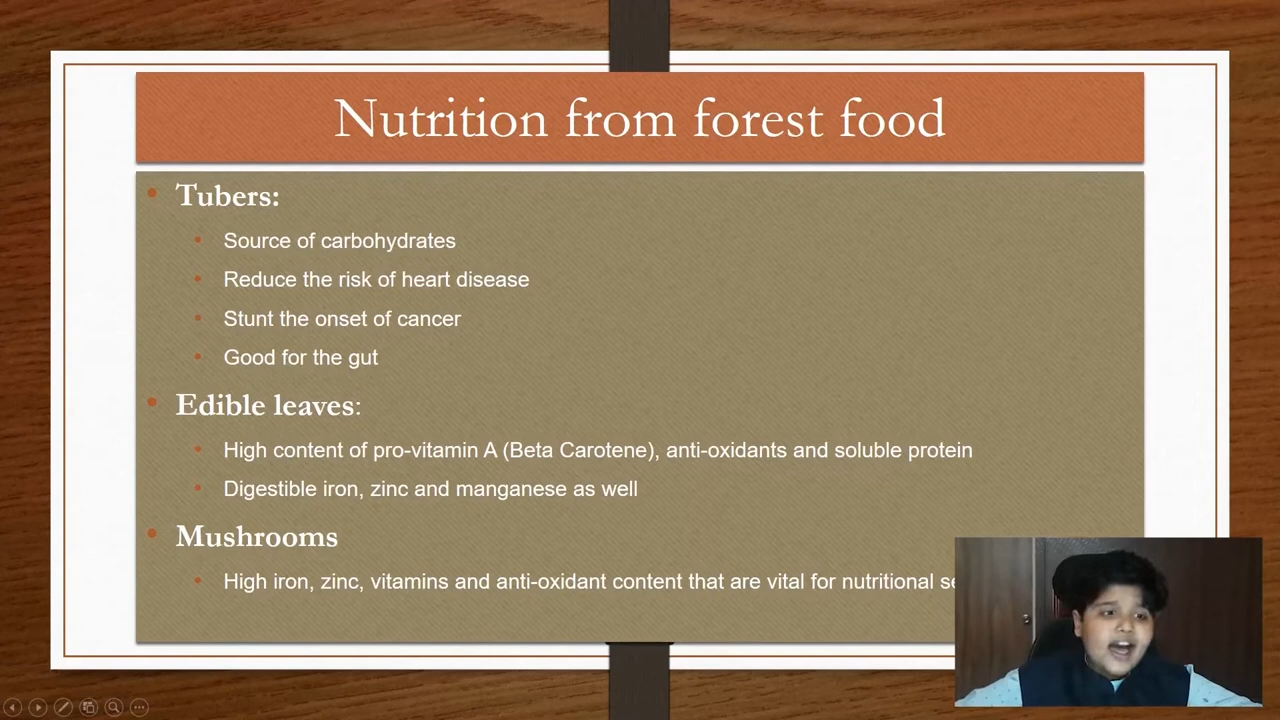 Nutrition from forest food
Tubers:
Source of carbohydrates
Reduce the risk of heart disease
Stunt the onset of cancer
Good for the gut
Edible leaves:
High content of pro-vitamin A (Beta Carotene), anti-oxidants and soluble protein
Digestible iron, zinc and manganese as well
Mushrooms
High iron, zinc, vitamins and anti-oxidant content that are vital for nutritional